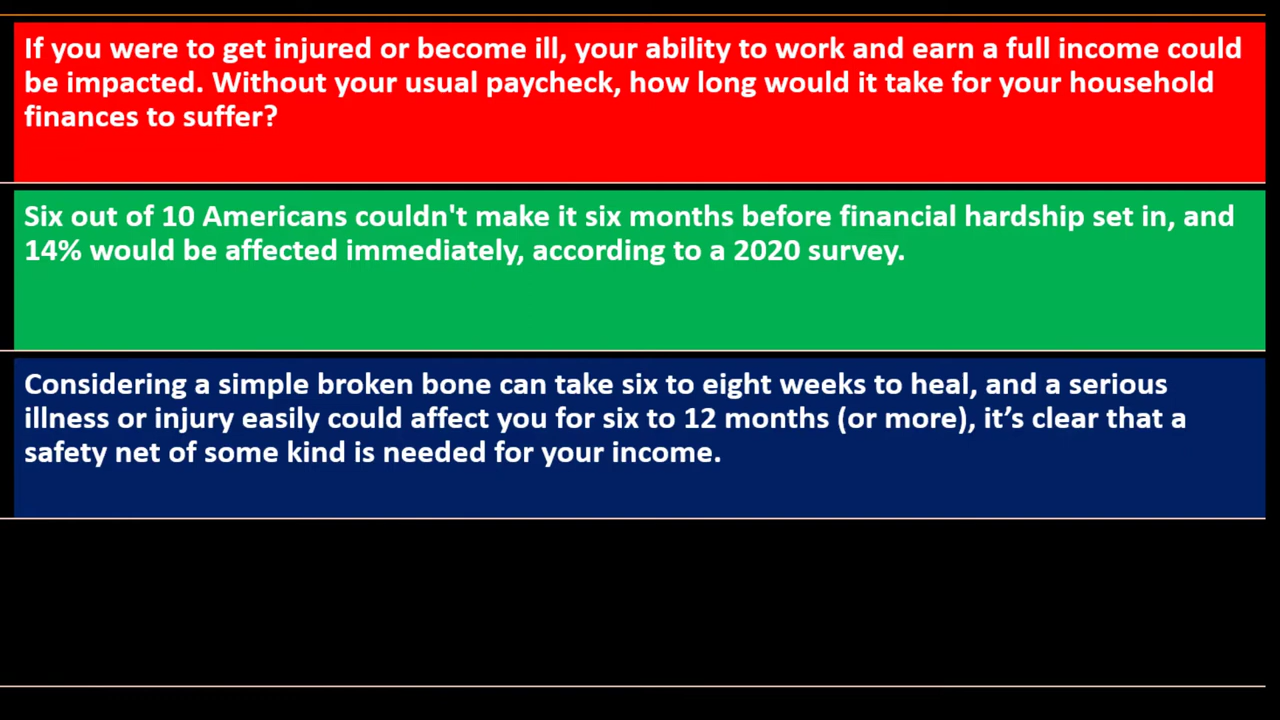 If you were to get injured or become ill, your ability to work and earn a full income could
be impacted. Without your usual paycheck, how long would it take for your household
finances to suffer?
Six out of 10 Americans couldn't make it six months before financial hardship set in, and
14% would be affected immediately, according to a 2020 survey.
Considering a simple broken bone can take six to eight weeks to heal, and a serious
illness or injury easily could affect you for six to 12 months (or more), it’s clear that a
safety net of some kind is needed for your income.